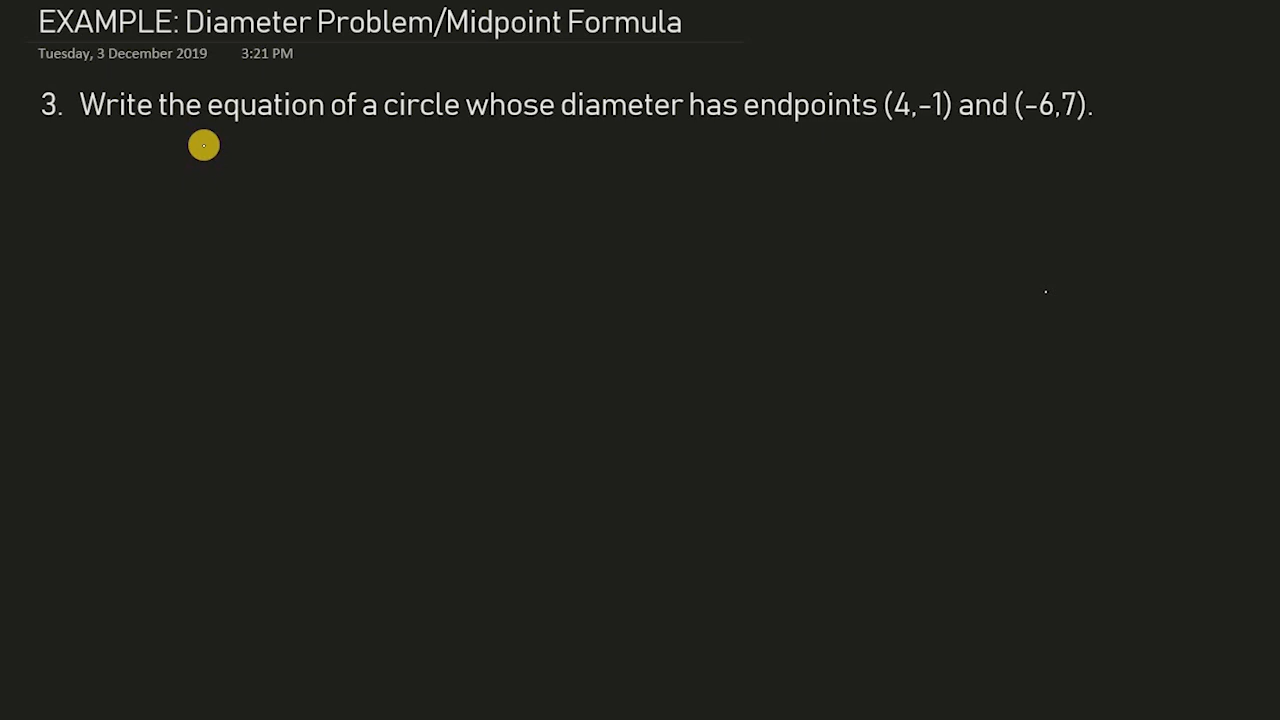 EXAMPLE: Diameter Problem/Midpoint Formula
Tuesday, 3 December 2019 3:21 PM
3. Write the equation of a circle whose diameter has endpoints (4,-1) and (-6,7).